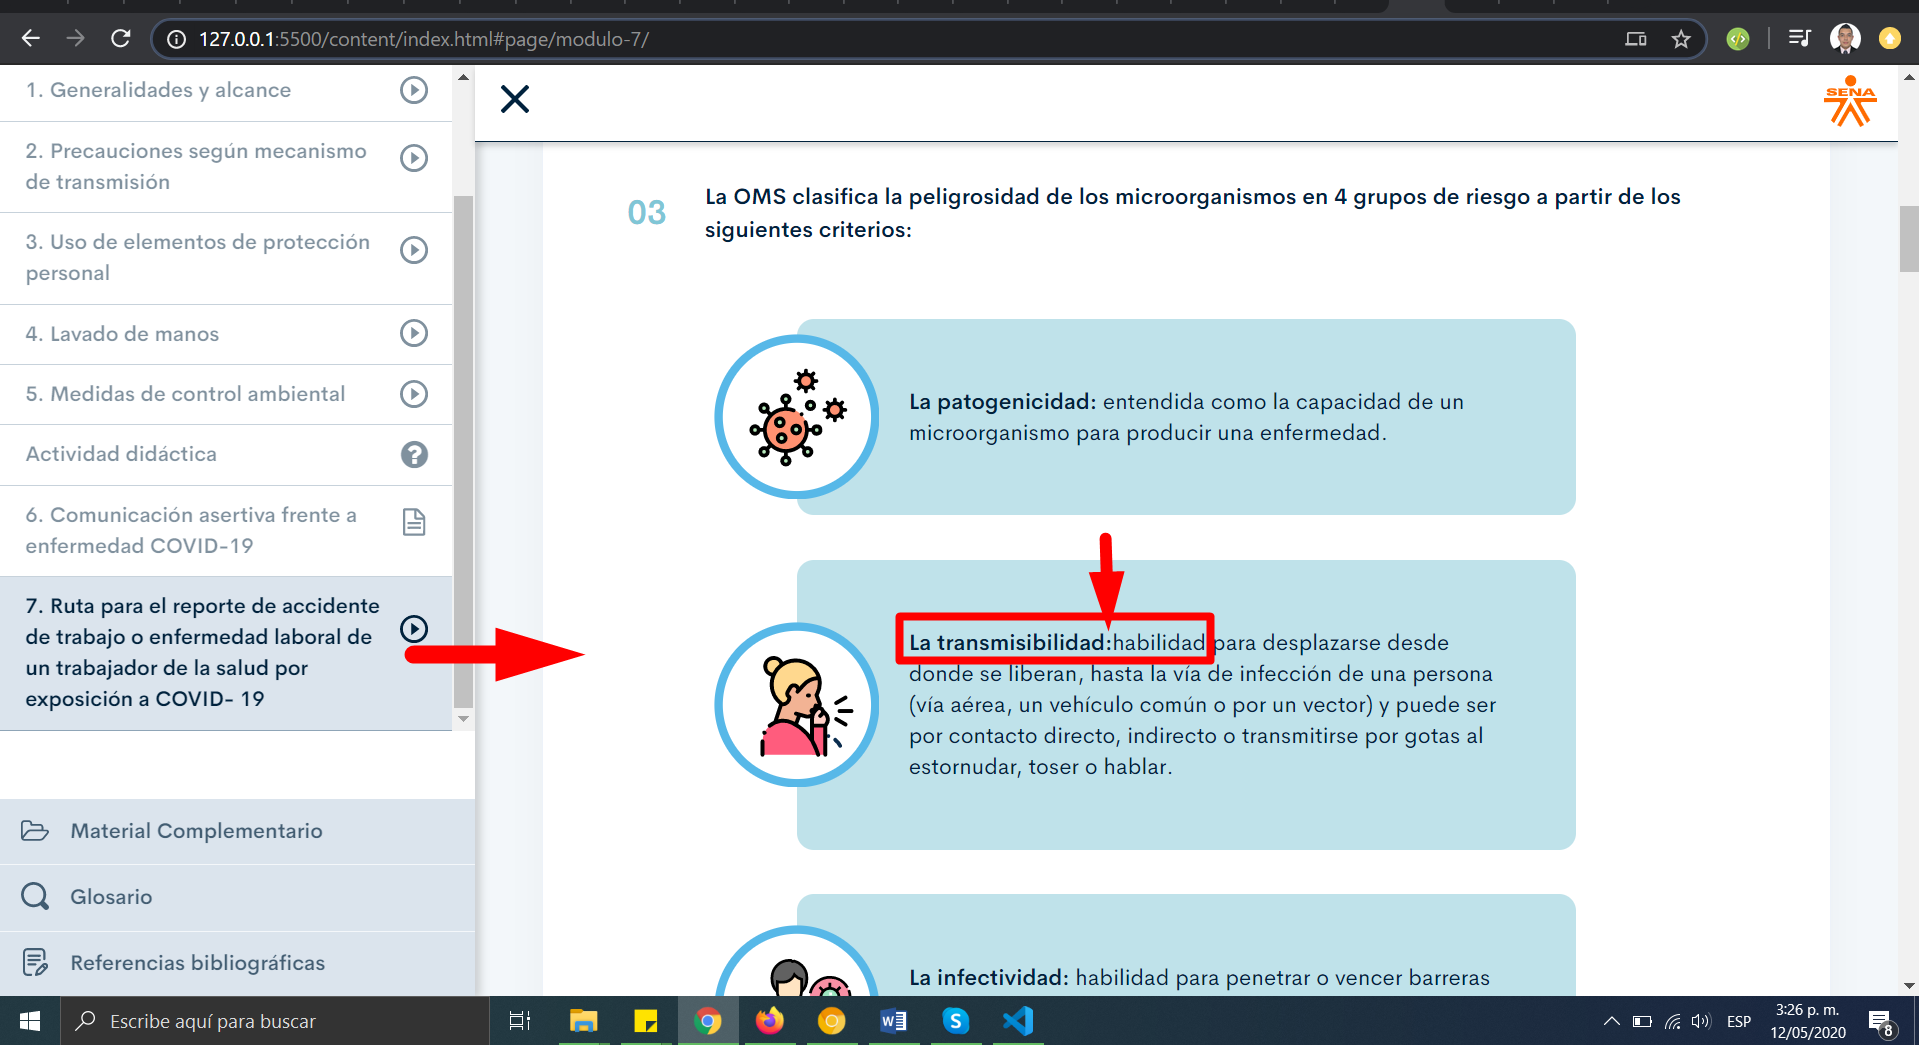 127.0.0.1:5500/content/index.html#page/modulo-7/
1. Generalidades y alcance
2. Precauciones según mecanismo
de transmisión
3. Uso de elementos de protección
personal
4. Lavado de manos
5. Medidas de control ambiental
Actividad didáctica
6. Comunicación asertiva frente a
enfermedad COVID-19
7. Ruta para el reporte de accidente
de trabajo o enfermedad laboral de
un trabajador de la salud por
exposición a COVID- 19
Material Complementario
Glosario
Referencias bibliográficas
SENA
03
La OMS clasifica la peligrosidad de los microorganismos en 4 grupos de riesgo a partir de los
siguientes criterios:
La patogenicidad: entendida como la capacidad de un
microorganismo para producir una enfermedad.
La transmisibilidad:habilidad para desplazarse desde
donde se liberan, hasta la vía de infección de una persona
(vía aérea, un vehículo común o por un vector) y puede ser
por contacto directo, indirecto o transmitirse por gotas al
estornudar, toser o hablar.
La infectividad: habilidad para penetrar o vencer barreras
Escribe aquí para buscar
ESP
3:26 p. m.
12/05/2020
8